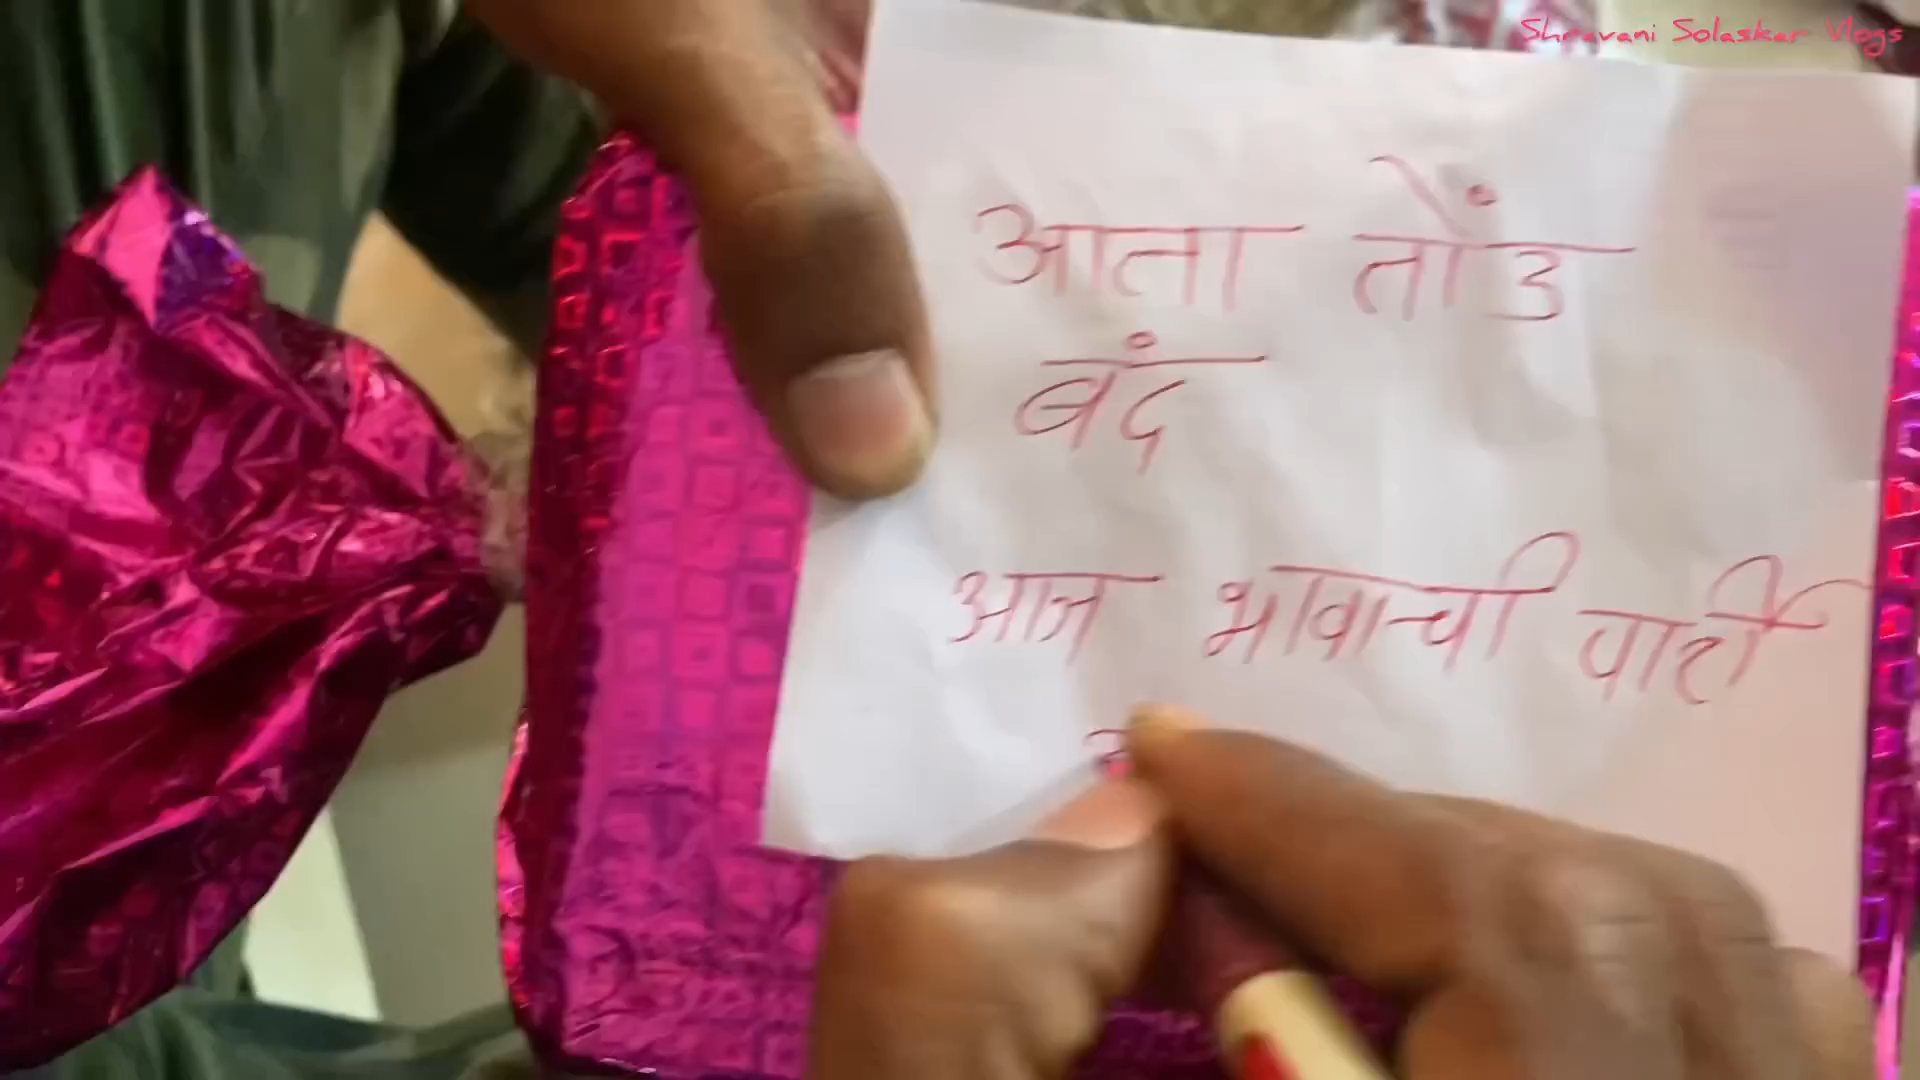 Shravani Solaskar Vlogs
आता तोंड
बंद
आज भावाची पार्टी